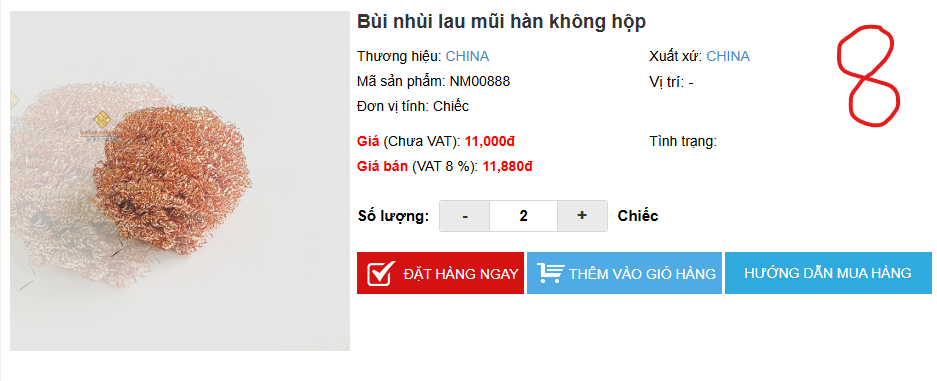 Bùi nhùi lau mũi hàn không hộp
Thương hiệu: CHINA
Xuất xứ: CHINA
Mã sản phẩm: NM00888
Vị trí: -
Đơn vị tính: Chiếc
Giá (Chưa VAT): 11,000đ
Tình trạng:
Giá bán (VAT 8 %): 11,880đ
Số lượng: - 2 + Chiếc
ĐẶT HÀNG NGAY
THÊM VÀO GIỎ HÀNG
HƯỚNG DẪN MUA HÀNG
8